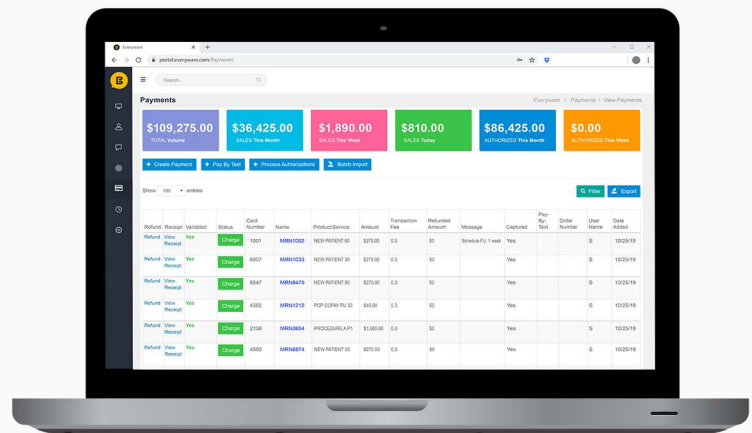 Everyware
portal.everyware.com/Payments
Search...
Payments
Everyware / Payments / View Payments
$109,275.00
TOTAL Volume
$36,425.00
SALES This Month
$1,890.00
SALES This Week
$810.00
SALES Today
$86,425.00
AUTHORIZED This Month
$0.00
AUTHORIZED This Week
+ Create Payment
+ Pay By Text
+ Process Authorizations
Batch Import
Show 100 entries
Filter
Export
Refund Receipt Validated Status Card Number Name Product/Service Amount Transaction Fee Refunded Amount Message Captured Pay-By-Text Order Number User Name Date Added
Refund View Receipt Yes Charge 1001 MRN1002 NEW PATIENT 60 $270.00 0.3 $0 Schedule FU. 1 week Yes S 10/25/19
Refund View Receipt Yes Charge 6007 MRN1033 NEW PATIENT 30 $270.00 0.3 $0 Yes S 10/25/19
Refund View Receipt Yes Charge 6547 MRN8475 NEW PATIENT 60 $270.00 0.3 $0 Yes S 10/25/19
Refund View Receipt Yes Charge 4382 MRN1212 PCP COPAY FU 30 $45.00 0.3 $0 Yes S 10/25/19
Refund View Receipt Yes Charge 2136 MRN3654 PROCEDURE A P1 $1,080.00 0.3 $0 Yes S 10/25/19
Refund View Receipt Yes Charge 4502 MRN8874 NEW PATIENT 30 $270.00 0.3 $0 Yes S 10/25/19